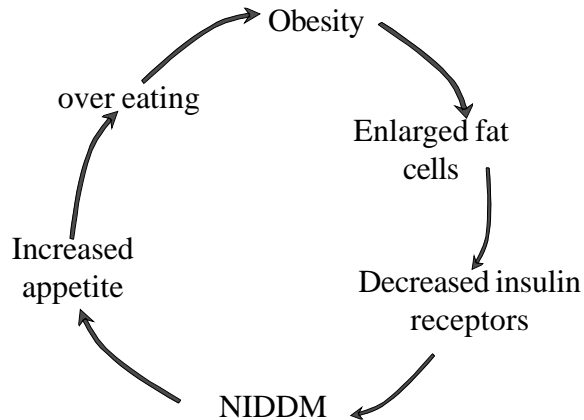 Obesity
Enlarged fat
cells
Decreased insulin
receptors
NIDDM
Increased
appetite
over eating